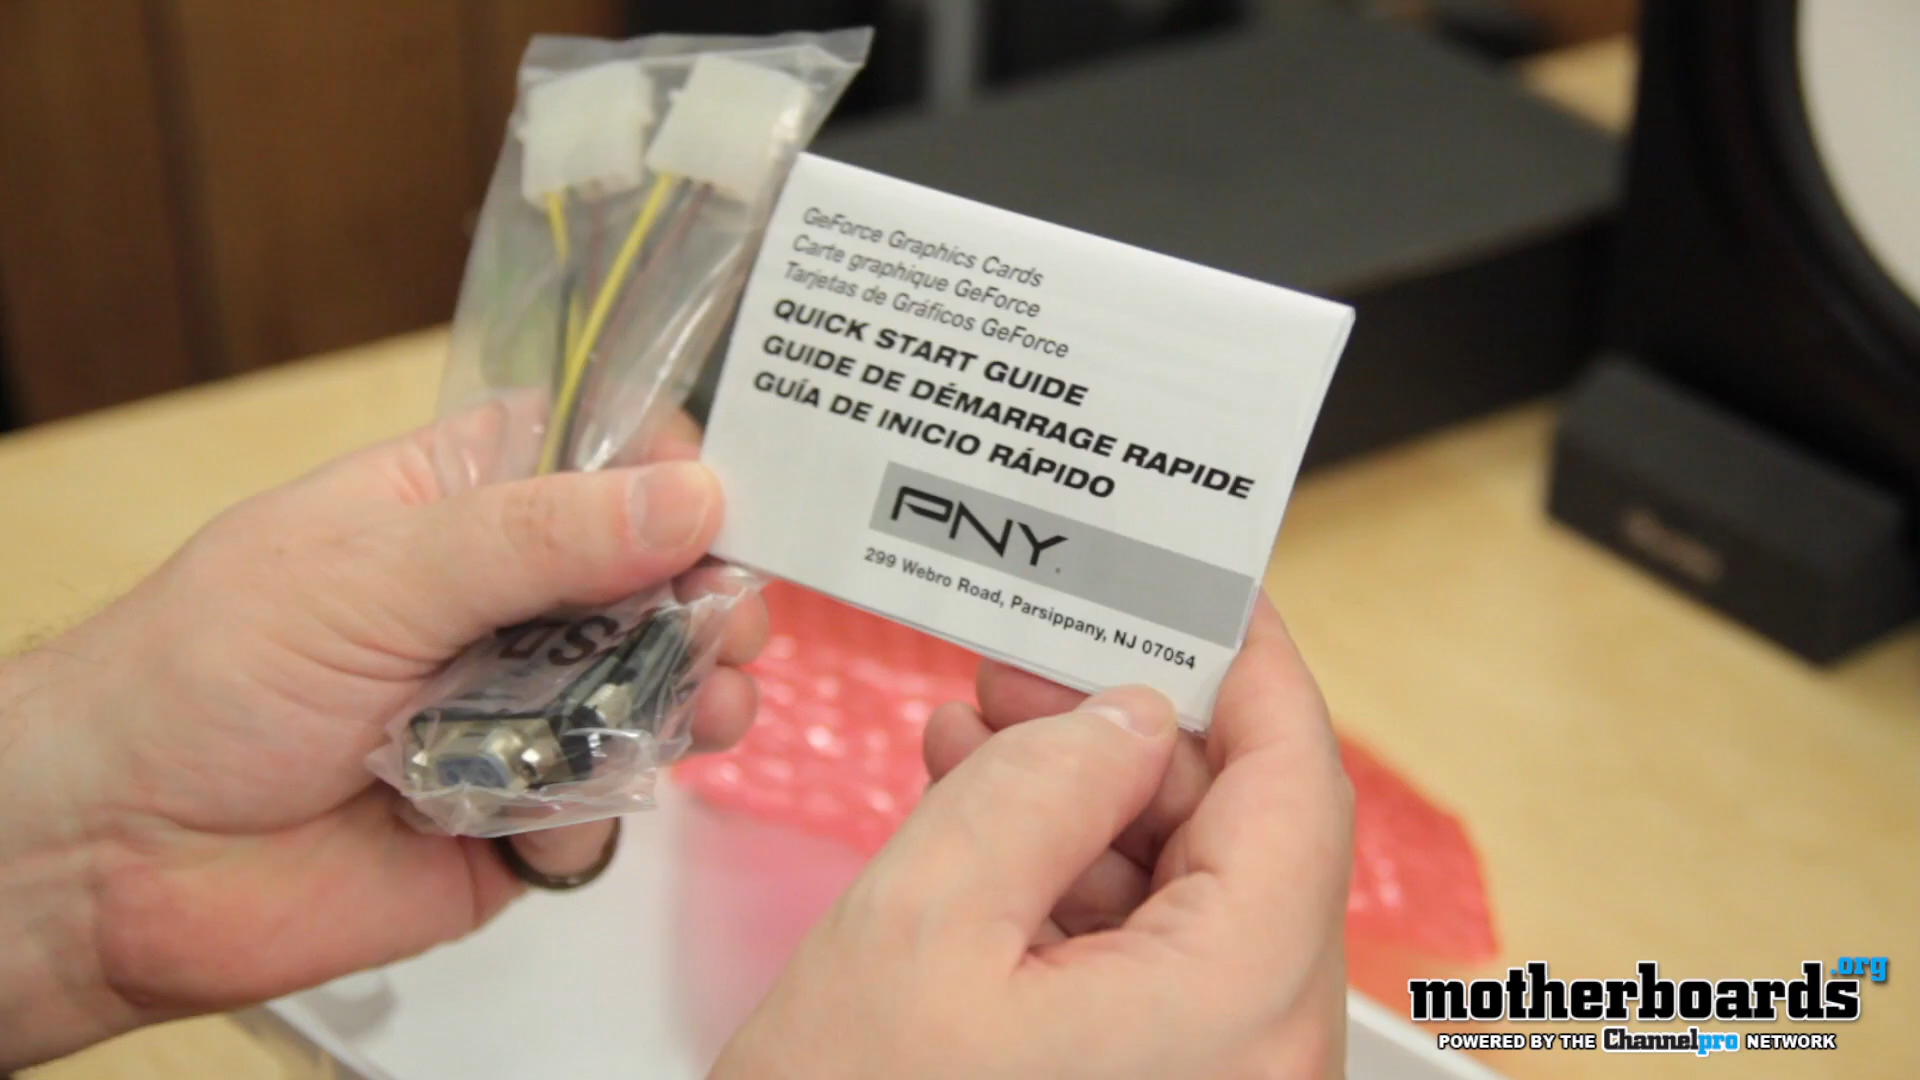 GeForce Graphics Cards
Carte graphique GeForce
Tarjetas de Gráficos GeForce
QUICK START GUIDE
GUIDE DE DÉMARRAGE RAPIDE
GUÍA DE INICIO RÁPIDO
PNY
299 Webro Road, Parsippany, NJ 07054
motherboards.org
POWERED BY THE Channelpro NETWORK